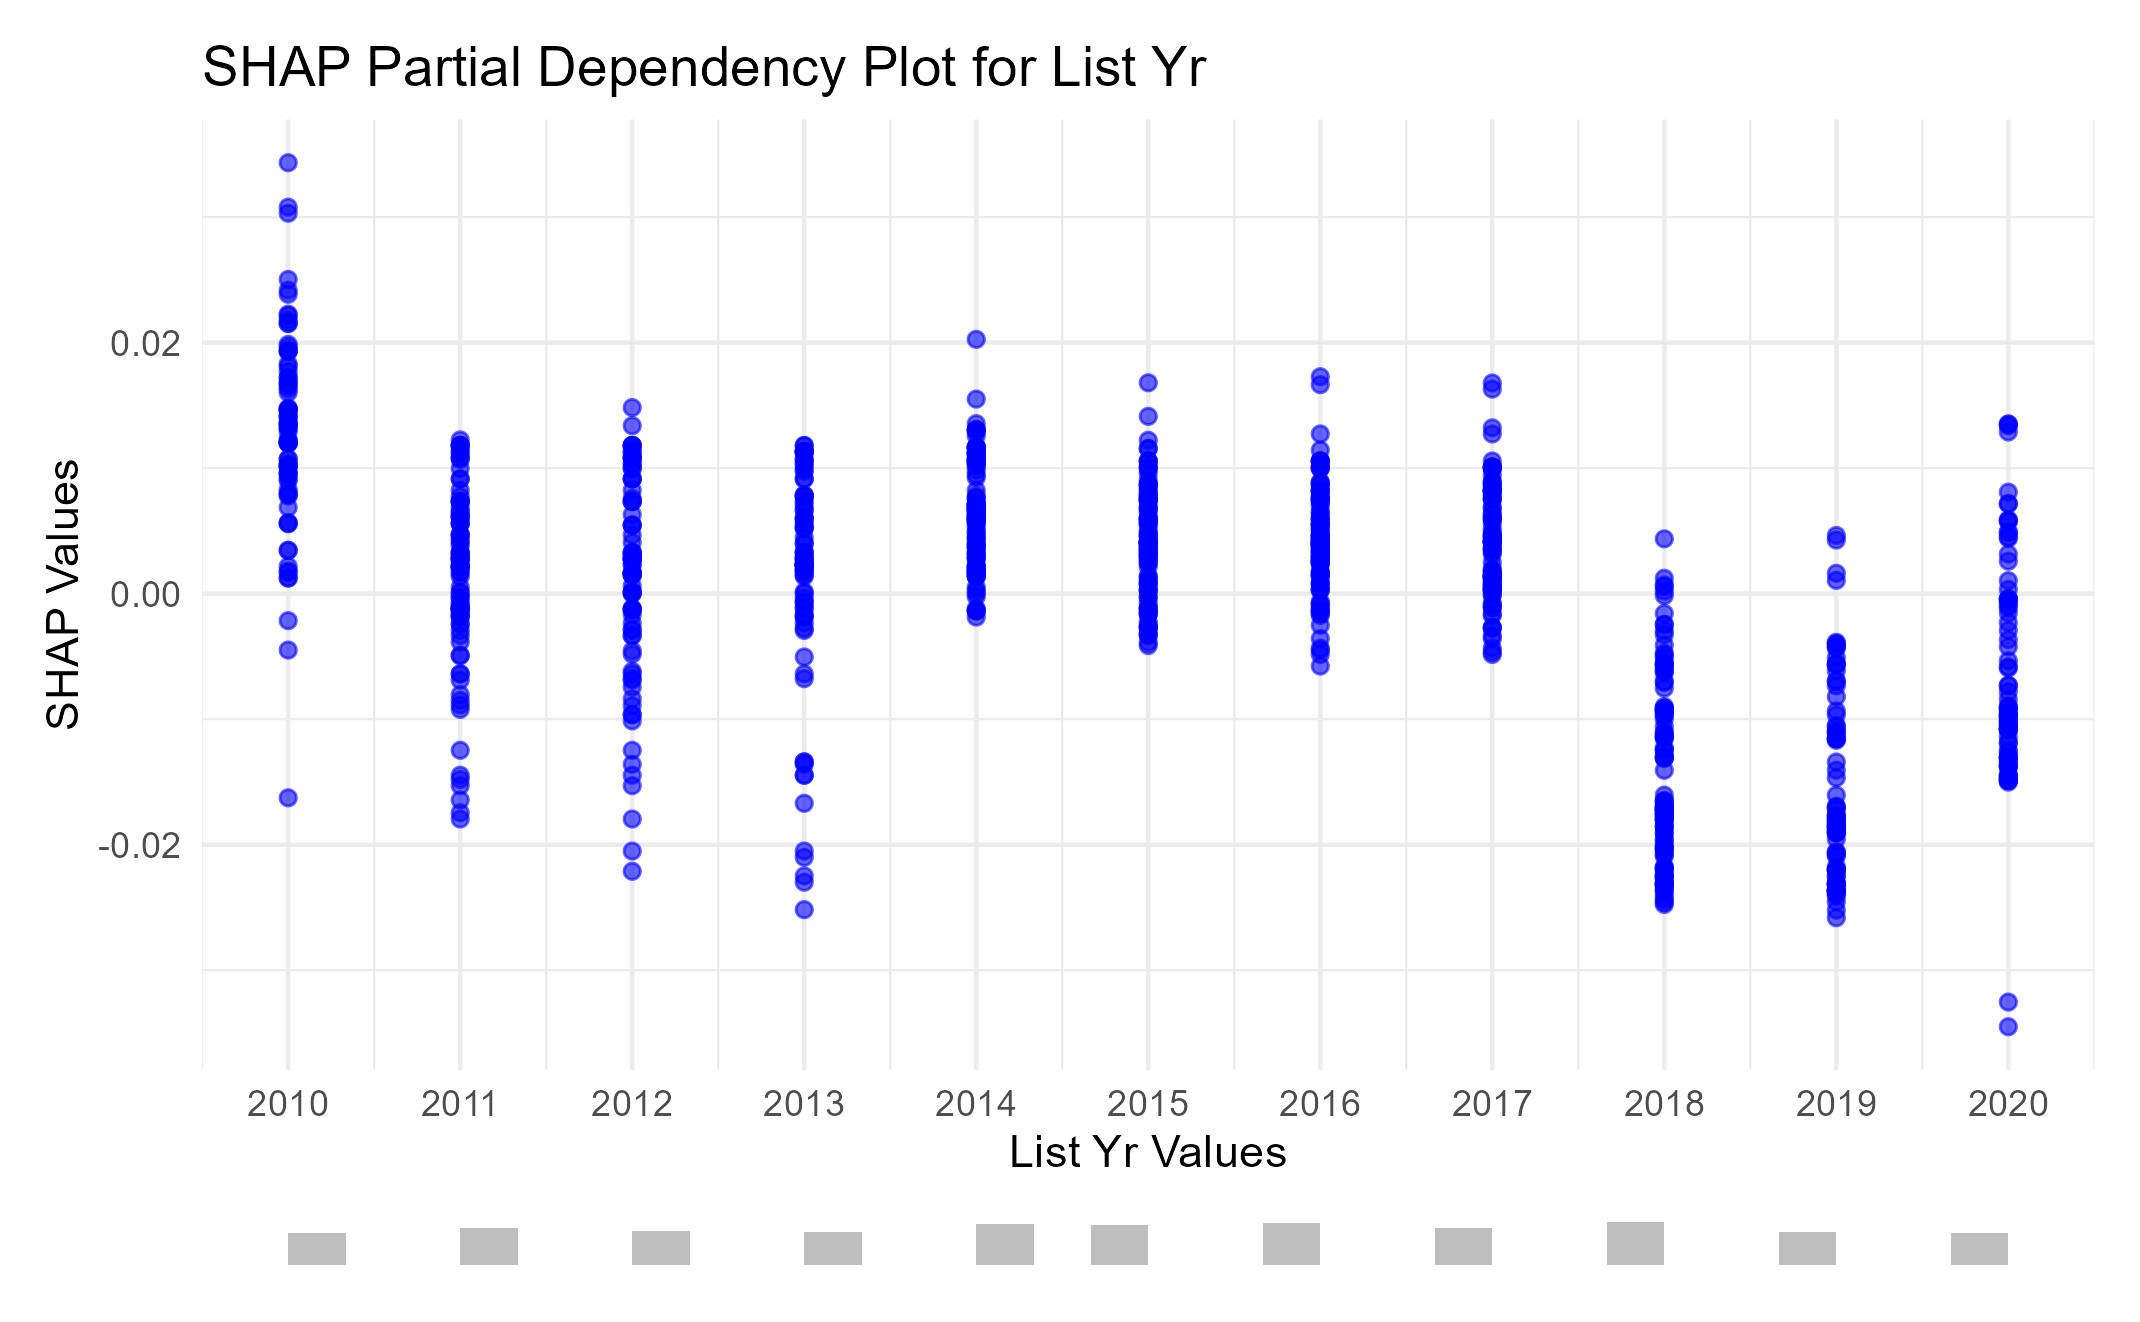 SHAP Partial Dependency Plot for List Yr
SHAP Values
0.02
0.00
-0.02
2010 2011 2012 2013 2014 2015 2016 2017 2018 2019 2020
List Yr Values